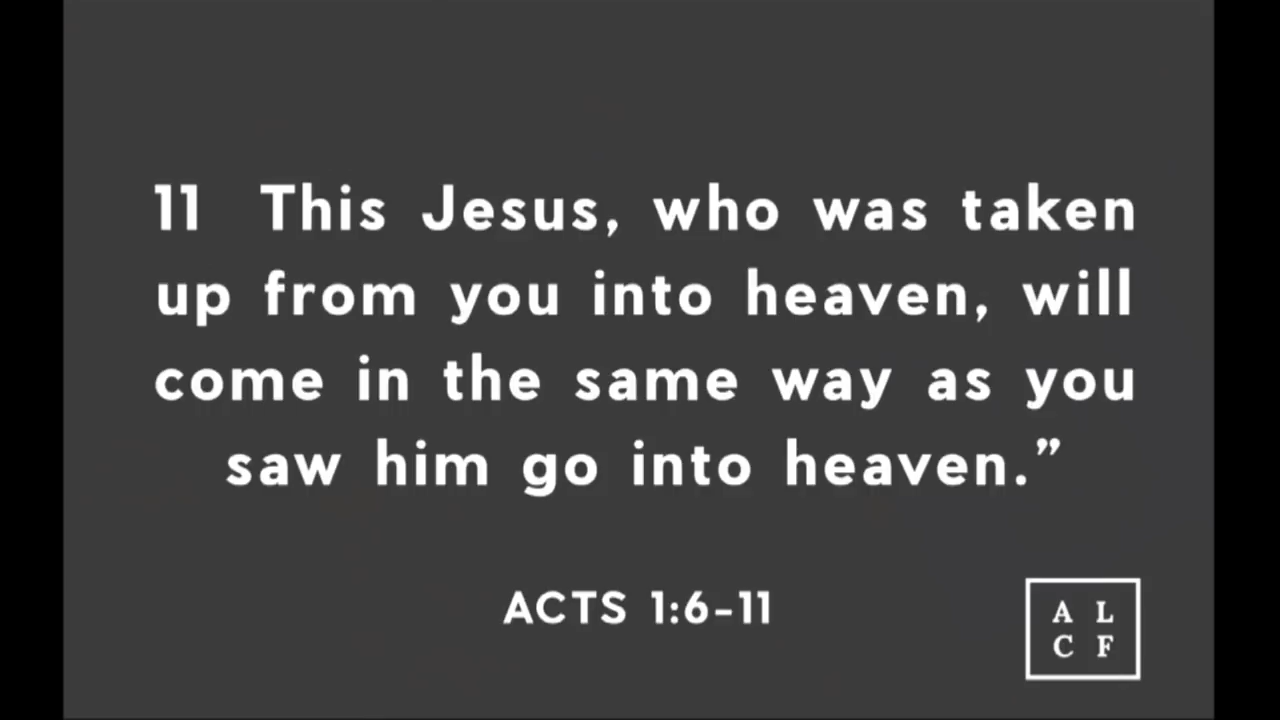 11 This Jesus, who was taken
up from you into heaven, will
come in the same way as you
saw him go into heaven.”
ACTS 1:6-11
A L
C F